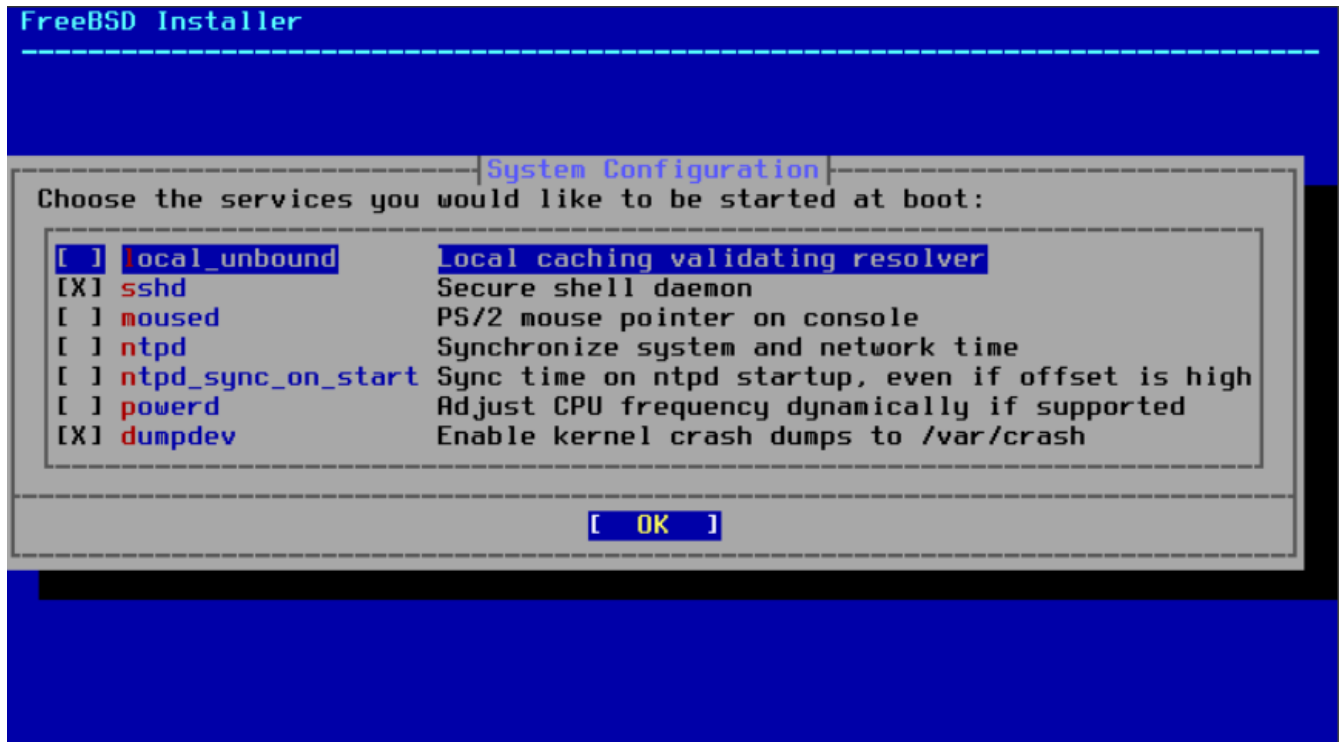 FreeBSD Installer
System Configuration
Choose the services you would like to be started at boot:
[ ] local_unbound Local caching validating resolver
[X] sshd Secure shell daemon
[ ] moused PS/2 mouse pointer on console
[ ] ntpd Synchronize system and network time
[ ] ntpd_sync_on_start Sync time on ntpd startup, even if offset is high
[ ] powerd Adjust CPU frequency dynamically if supported
[X] dumpdev Enable kernel crash dumps to /var/crash
[ OK ]